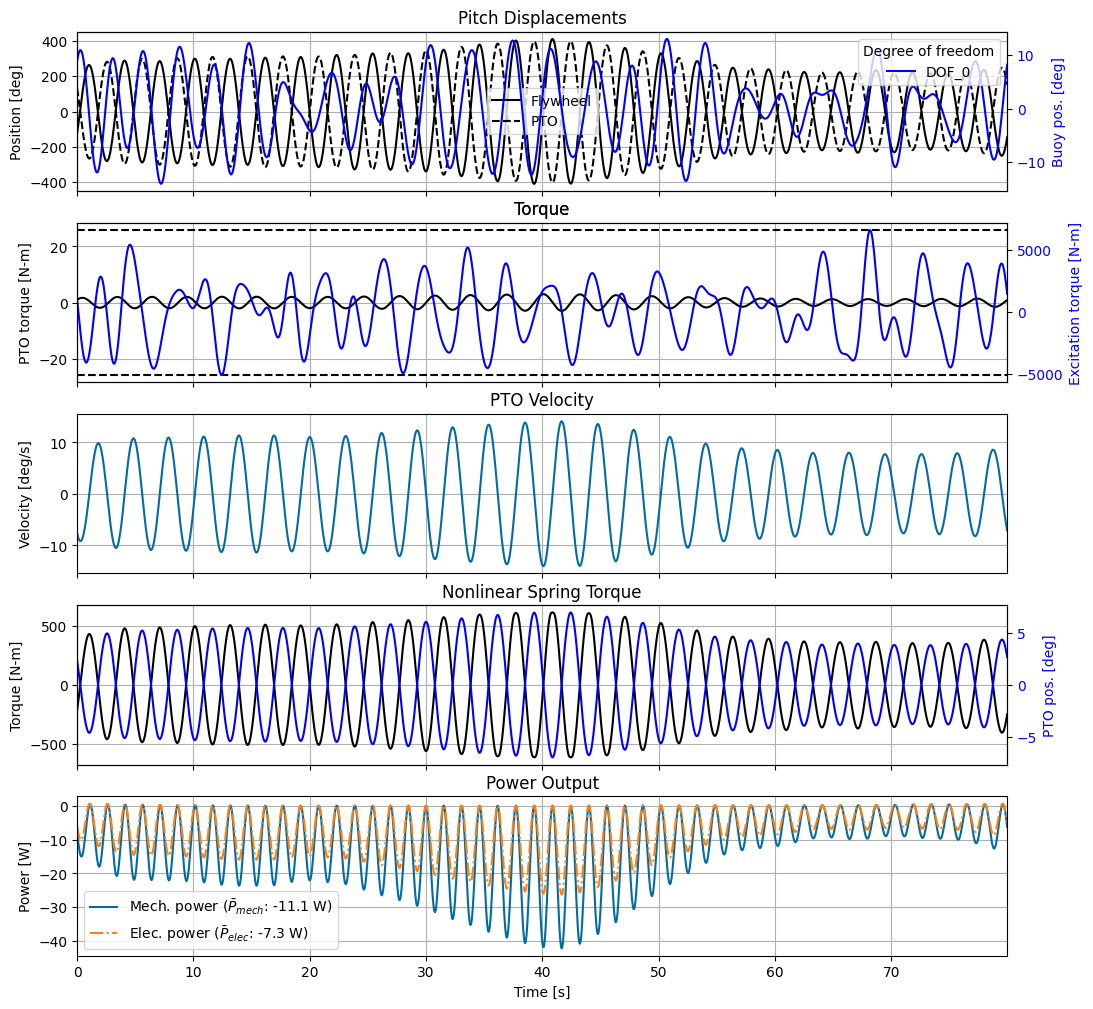 Pitch Displacements
Position [deg]
400
200
0
−200
−400
Flywheel
PTO
Degree of freedom
DOF_0
10
0
−10
Buoy pos. [deg]
Torque
PTO torque [N-m]
20
0
−20
5000
0
−5000
Excitation torque [N-m]
PTO Velocity
Velocity [deg/s]
10
0
−10
Nonlinear Spring Torque
Torque [N-m]
500
0
−500
5
0
−5
PTO pos. [deg]
Power Output
Power [W]
0
−10
−20
−30
−40
Mech. power (P̄mech: -11.1 W)
Elec. power (P̄elec: -7.3 W)
0 10 20 30 40 50 60 70
Time [s]